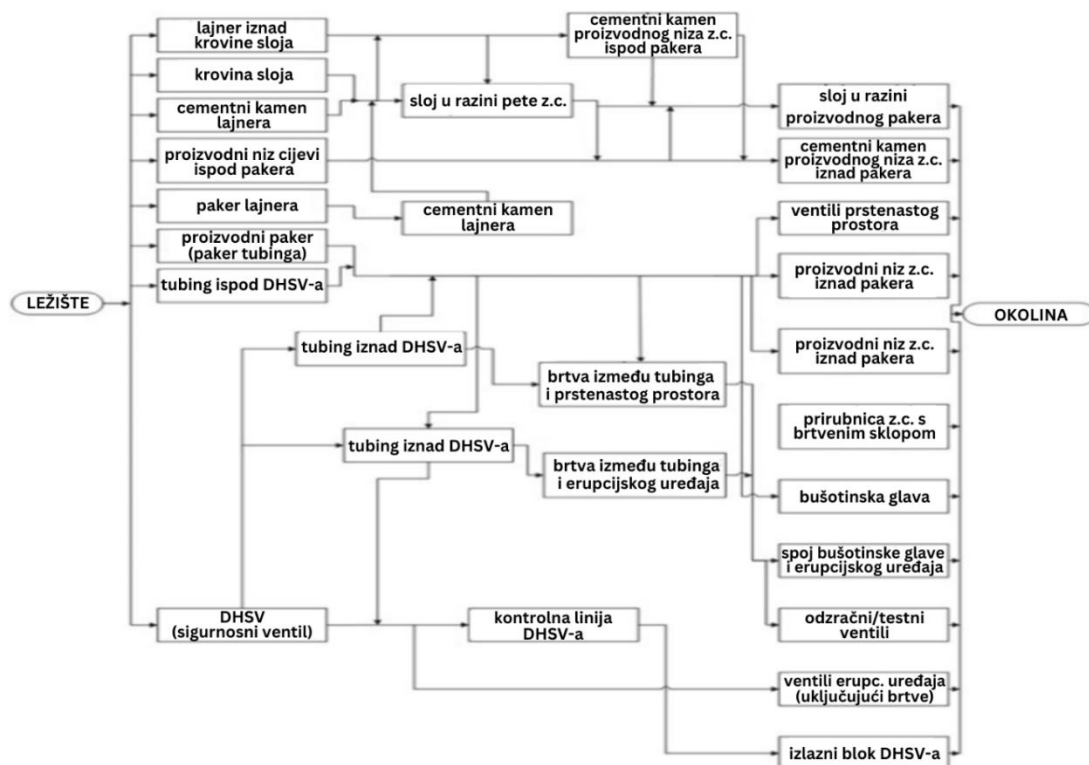 lajner iznad
krovine sloja
krovina sloja
cementni kamen
lajnera
proizvodni niz cijevi
ispod pakera
paker lajnera
proizvodni paker
(paker tubinga)
tubing ispod DHSV-a
LEŽIŠTE
DHSV
(sigurnosni ventil)
cementni kamen
proizvodnog niza z.c.
ispod pakera
sloj u razini pete z.c.
cementni kamen
lajnera
tubing iznad DHSV-a
brtva između tubinga
i prstenastog prostora
tubing iznad DHSV-a
brtva između tubinga
i erupcijskog uređaja
kontrolna linija
DHSV-a
sloj u razini
proizvodnog pakera
cementni kamen
proizvodnog niza z.c.
iznad pakera
ventili prstenastog
prostora
proizvodni niz z.c.
iznad pakera
proizvodni niz z.c.
iznad pakera
prirubnica z.c. s
brtvenim sklopom
bušotinska glava
spoj bušotinske glave
i erupcijskog uređaja
odzračni/testni
ventili
ventili erupc. uređaja
(uključujući brtve)
izlazni blok DHSV-a
OKOLINA